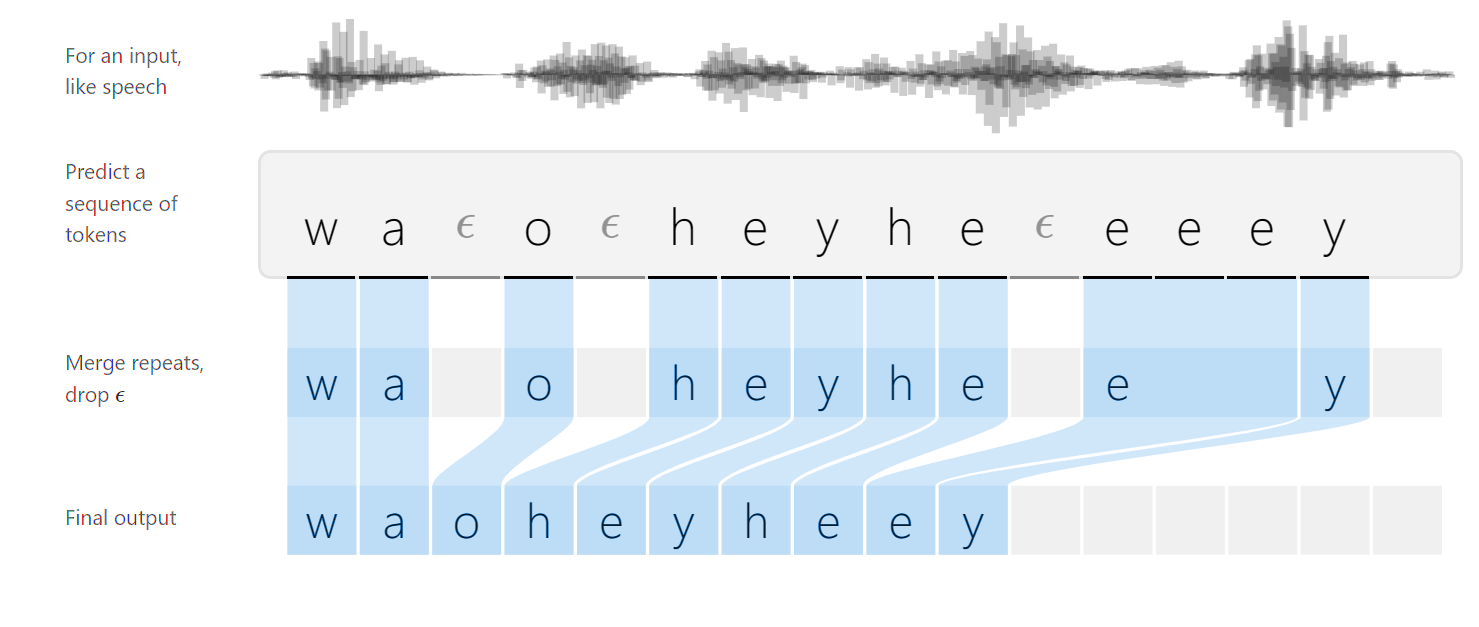 For an input,
like speech
Predict a
sequence of
tokens
w a ϵ o ϵ h e y h e ϵ e e e y
Merge repeats,
drop ϵ
w a o h e y h e e y
Final output
w a o h e y h e e y